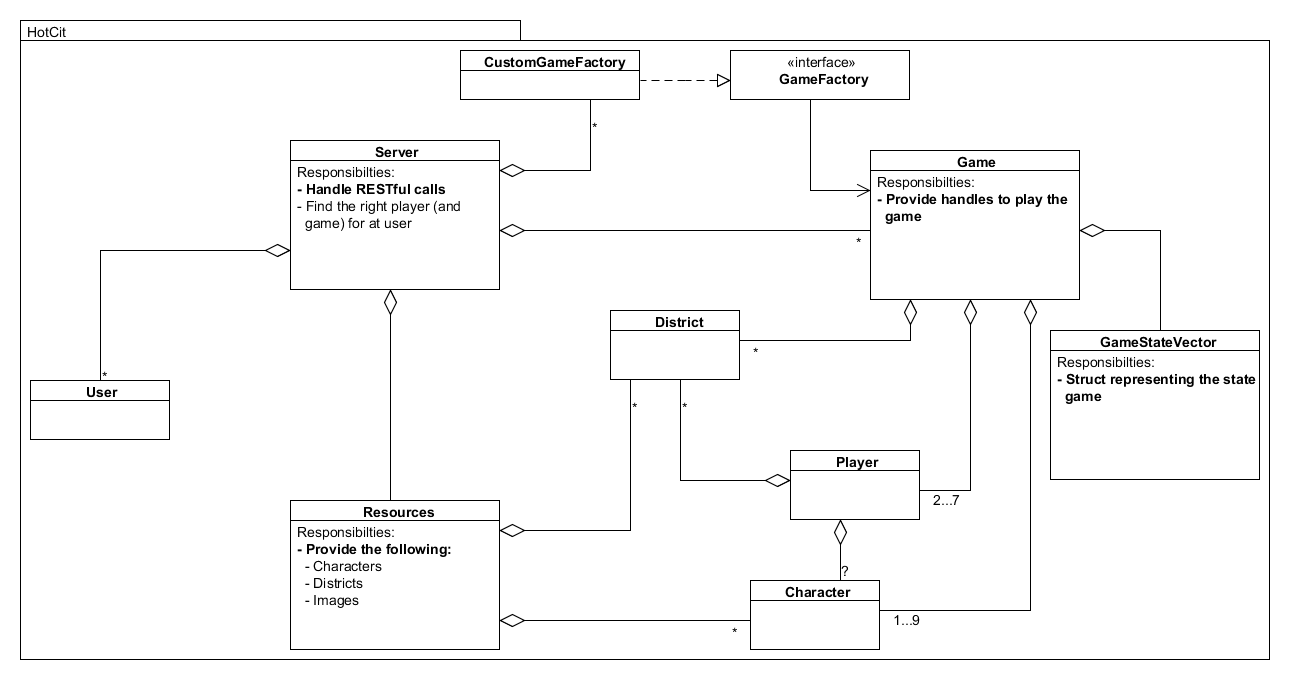 HotCit
CustomGameFactory
«interface»
GameFactory
*
Server
Responsibilties:
- Handle RESTful calls
- Find the right player (and
game) for at user
Game
Responsibilties:
- Provide handles to play the
game
*
District
*
GameStateVector
Responsibilties:
- Struct representing the state
game
*
User
*
*
Player
2...7
Resources
Responsibilties:
- Provide the following:
- Characters
- Districts
- Images
?
Character
*
1...9